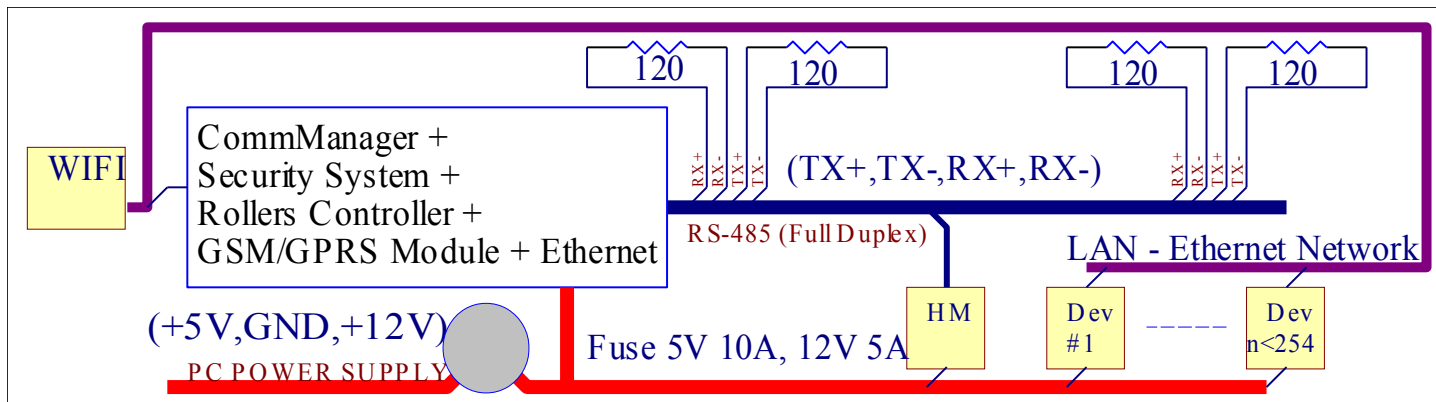 120
120
120
120
WIFI
CommManager +
Security System +
Rollers Controller +
GSM/GPRS Module + Ethernet
RX+
RX-
TX+
TX-
(TX+,TX-,RX+,RX-)
RX+
RX-
TX+
TX-
RS-485 (Full Duplex)
LAN - Ethernet Network
(+5V,GND,+12V)
PC POWER SUPPLY
Fuse 5V 10A, 12V 5A
HM
Dev
#1
Dev
n<254